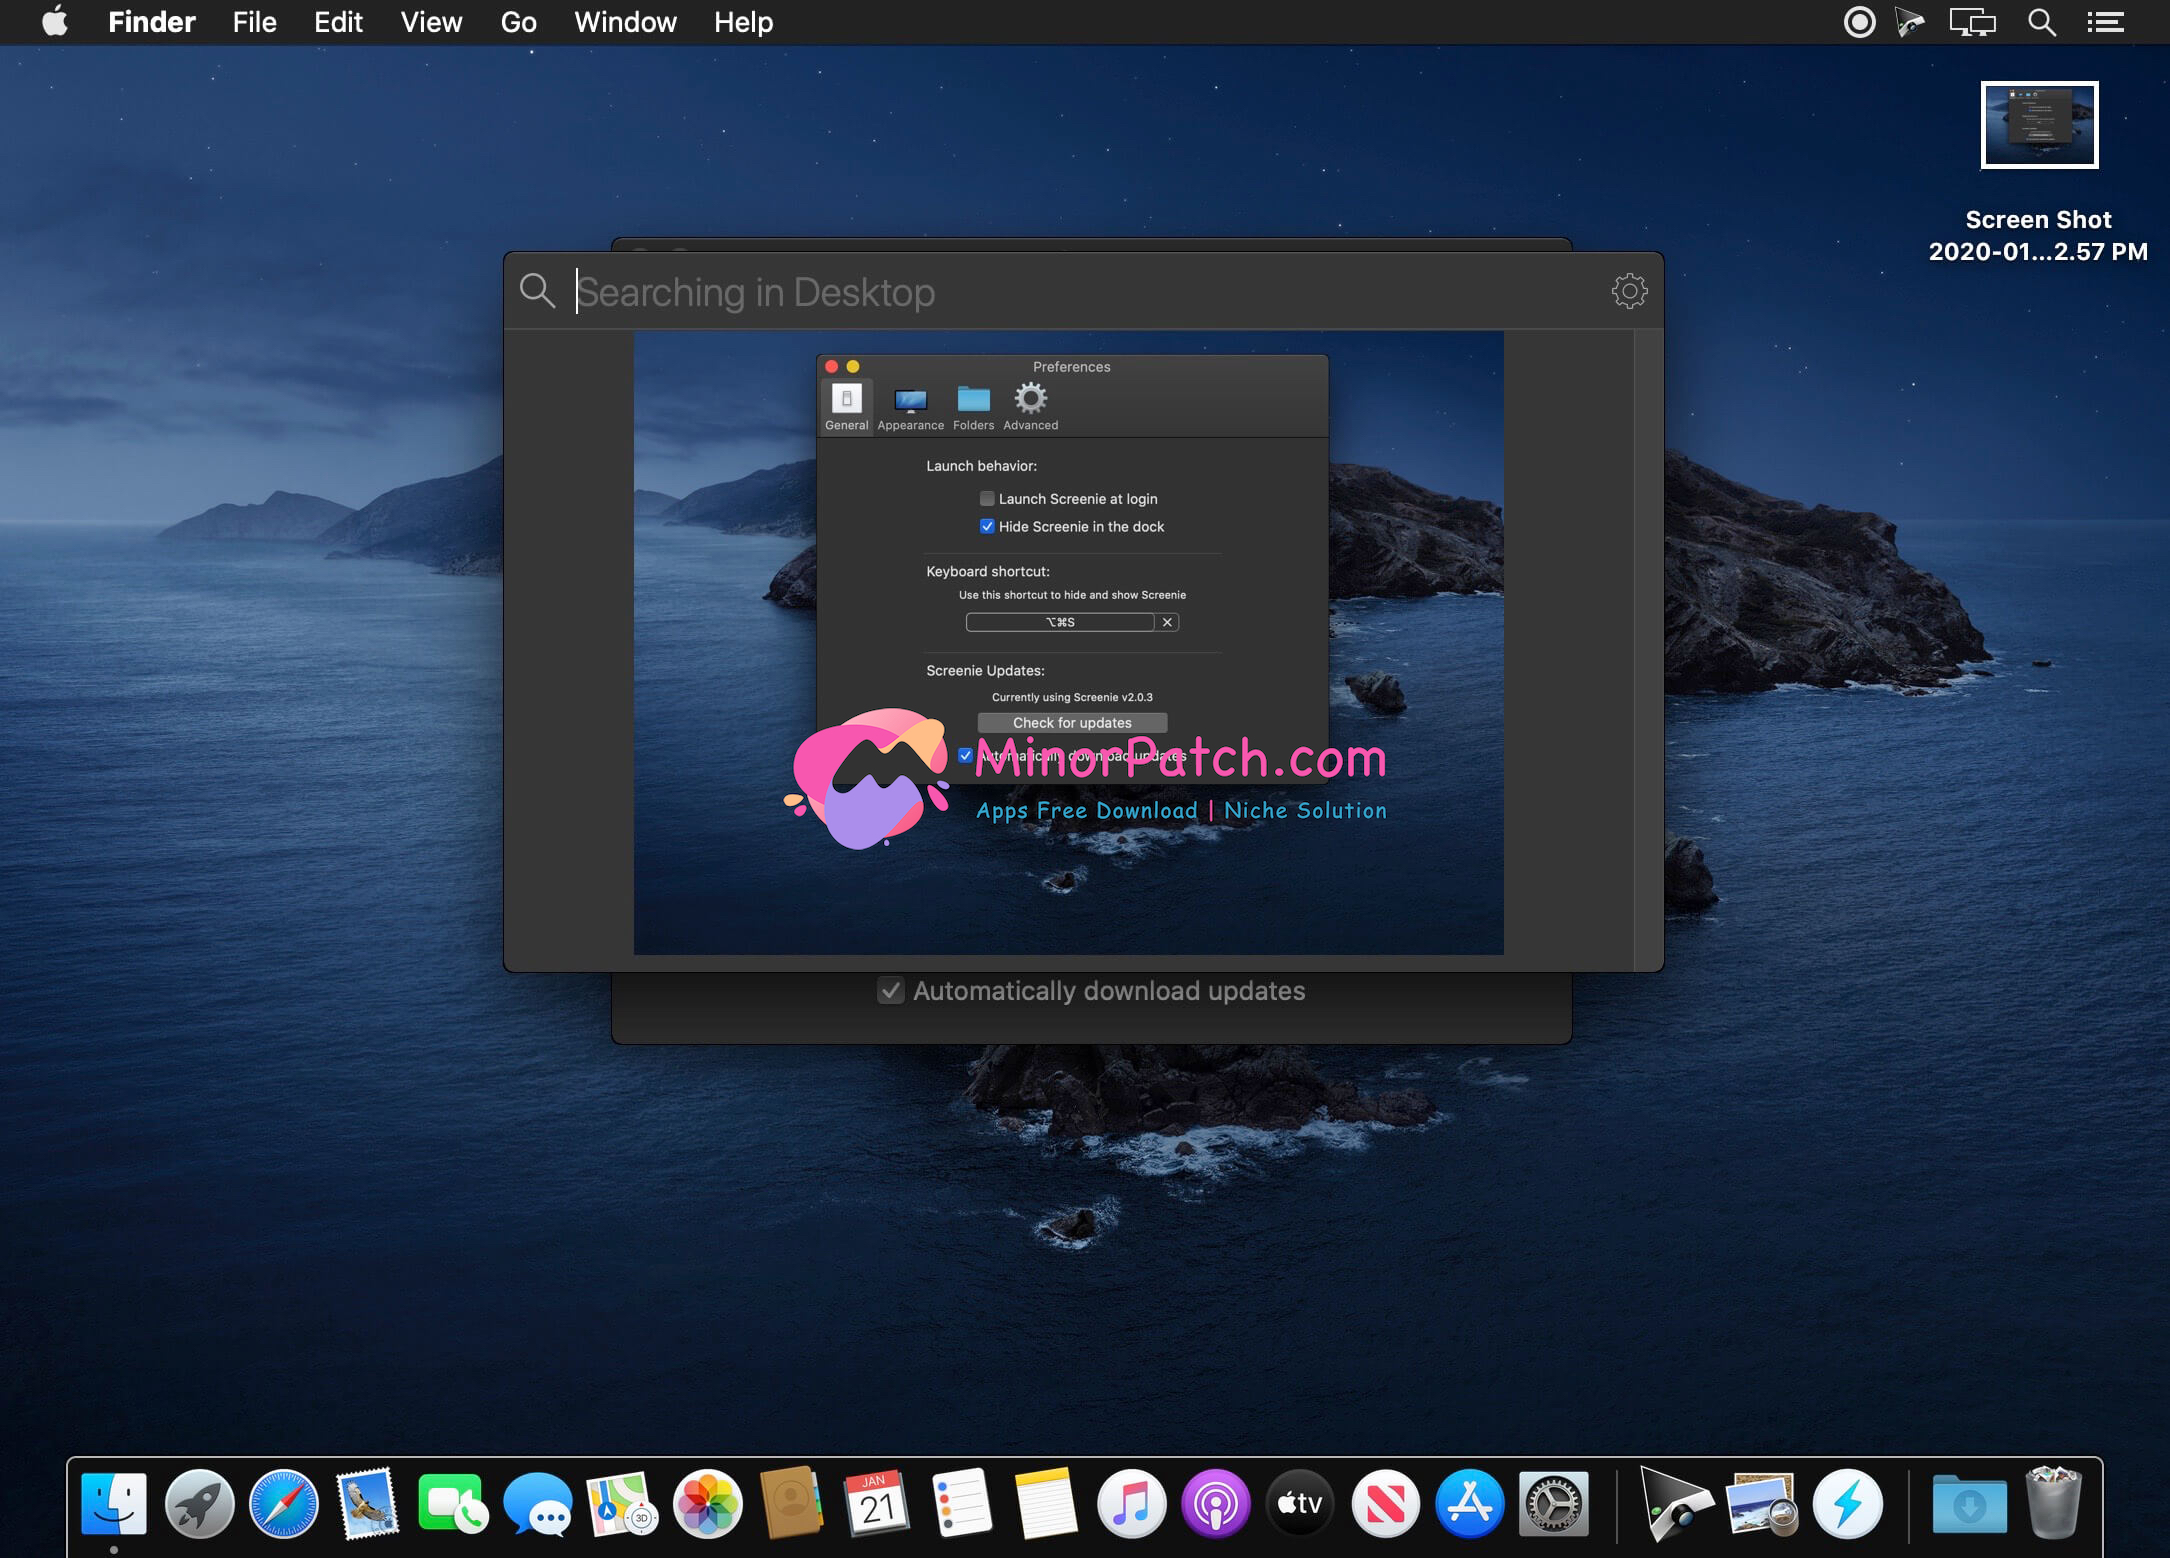 Finder File Edit View Go Window Help
Screen Shot
2020-01...2.57 PM
Searching in Desktop
Preferences
General Appearance Folders Advanced
Launch behavior:
Launch Screenie at login
Hide Screenie in the dock
Keyboard shortcut:
Use this shortcut to hide and show Screenie
⌥⌘S ✕
Screenie Updates:
Currently using Screenie v2.0.3
Check for updates
Automatically download updates
MinorPatch.com
Apps Free Download | Niche Solution
Automatically download updates
3D
JAN
21
tv